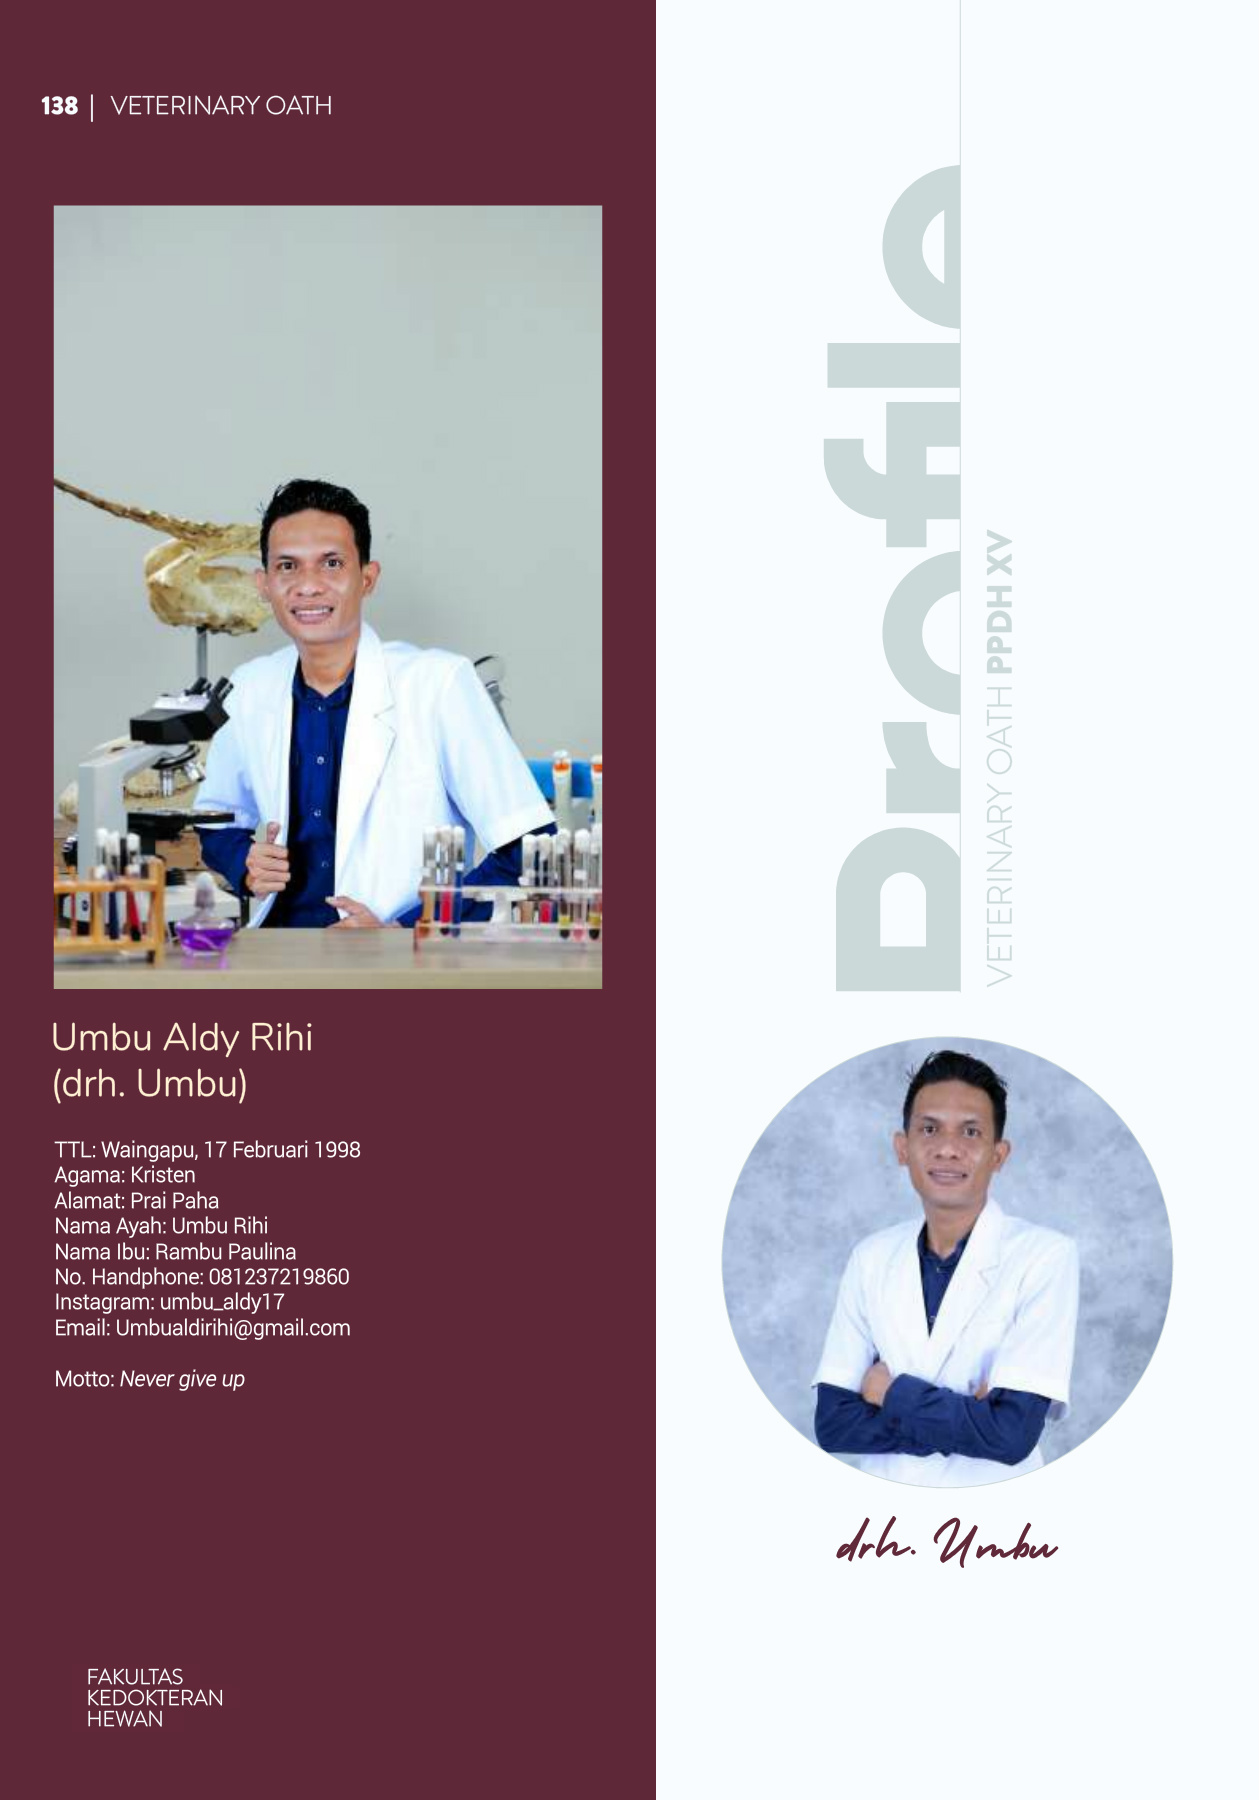 138 | VETERINARY OATH
Umbu Aldy Rihi
(drh. Umbu)
TTL: Waingapu, 17 Februari 1998
Agama: Kristen
Alamat: Prai Paha
Nama Ayah: Umbu Rihi
Nama Ibu: Rambu Paulina
No. Handphone: 081237219860
Instagram: umbu_aldy17
Email: Umbualdirihi@gmail.com
Motto: Never give up
FAKULTAS
KEDOKTERAN
HEWAN
Profile
VETERINARY OATH PPDH XV
drh. Umbu